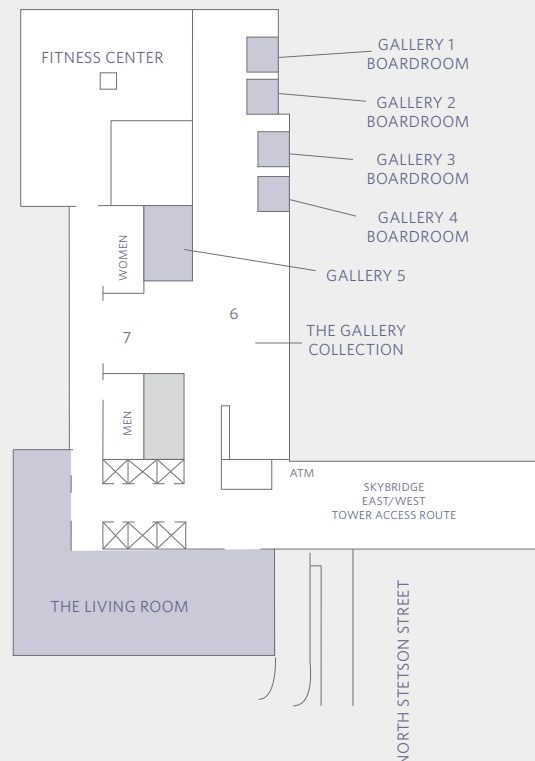 FITNESS CENTER
GALLERY 1
BOARDROOM
GALLERY 2
BOARDROOM
GALLERY 3
BOARDROOM
GALLERY 4
BOARDROOM
WOMEN
GALLERY 5
6
7
THE GALLERY
COLLECTION
MEN
ATM
SKYBRIDGE
EAST/WEST
TOWER ACCESS ROUTE
THE LIVING ROOM
NORTH STETSON STREET